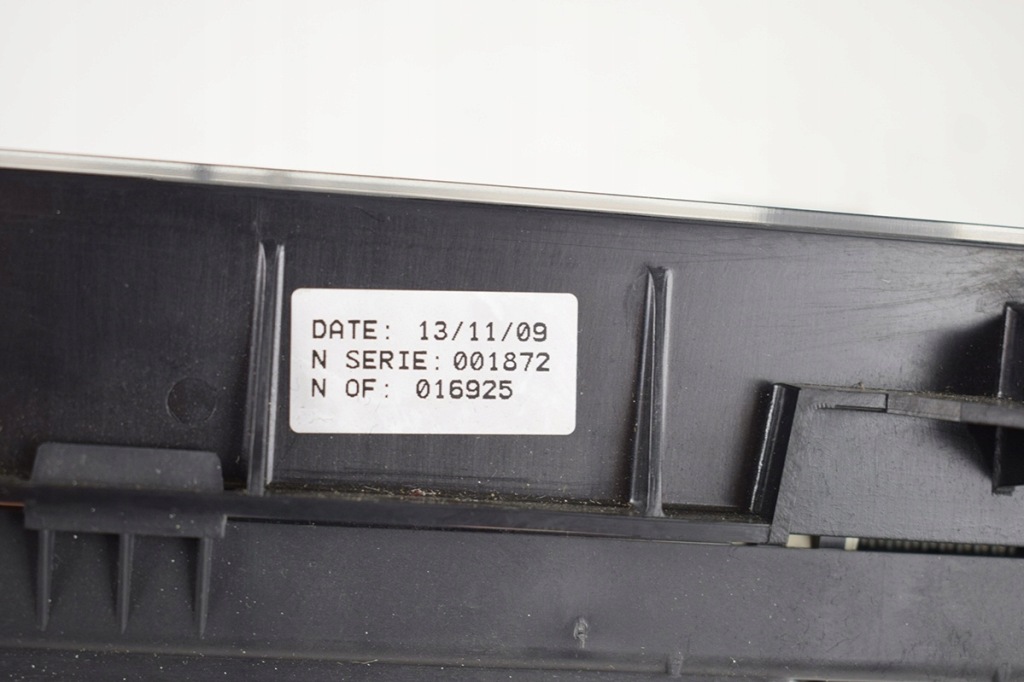 DATE: 13/11/09
N SERIE: 001872
N OF: 016925